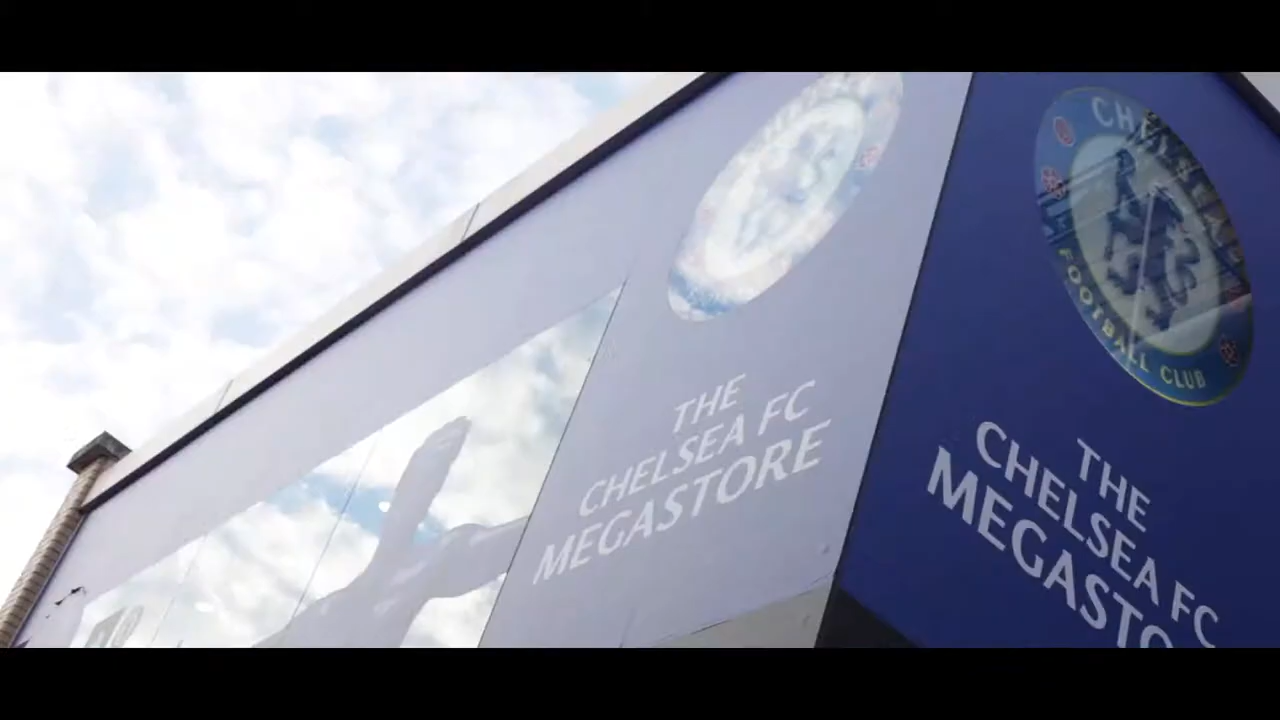 THE
CHELSEA FC
MEGASTORE
CHELSEA
FOOTBALL CLUB
THE
CHELSEA FC
MEGASTO